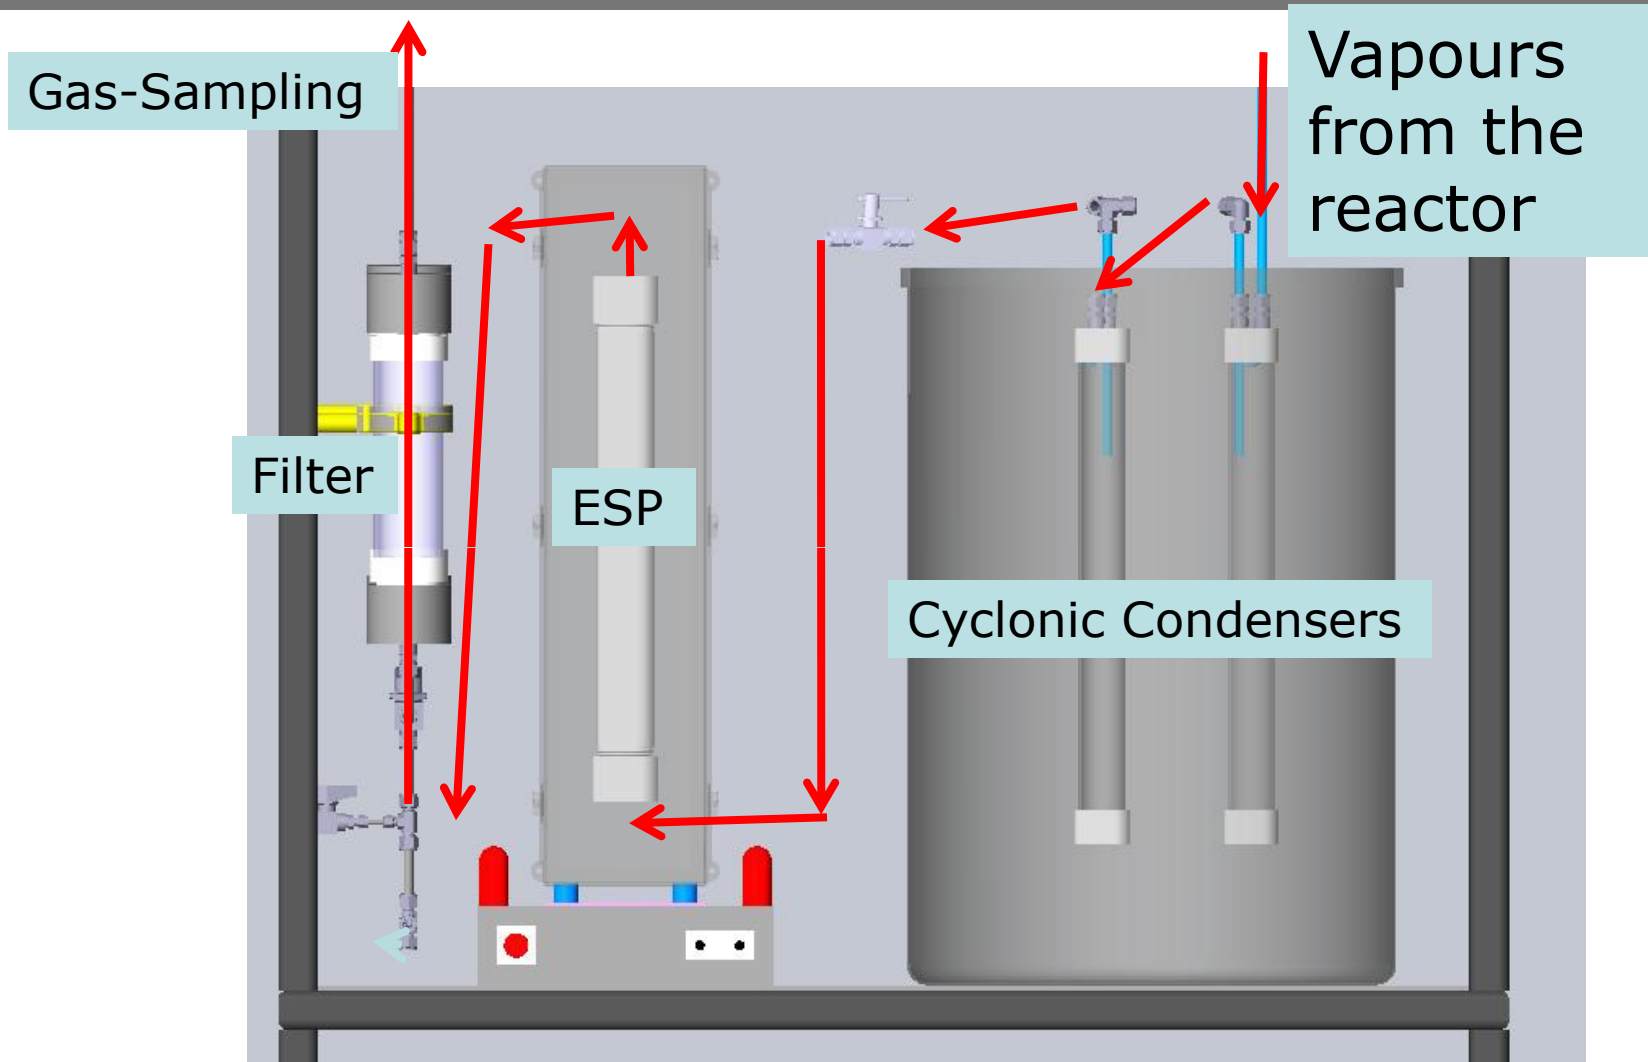 Gas-Sampling
Vapours
from the
reactor
Filter
ESP
Cyclonic Condensers